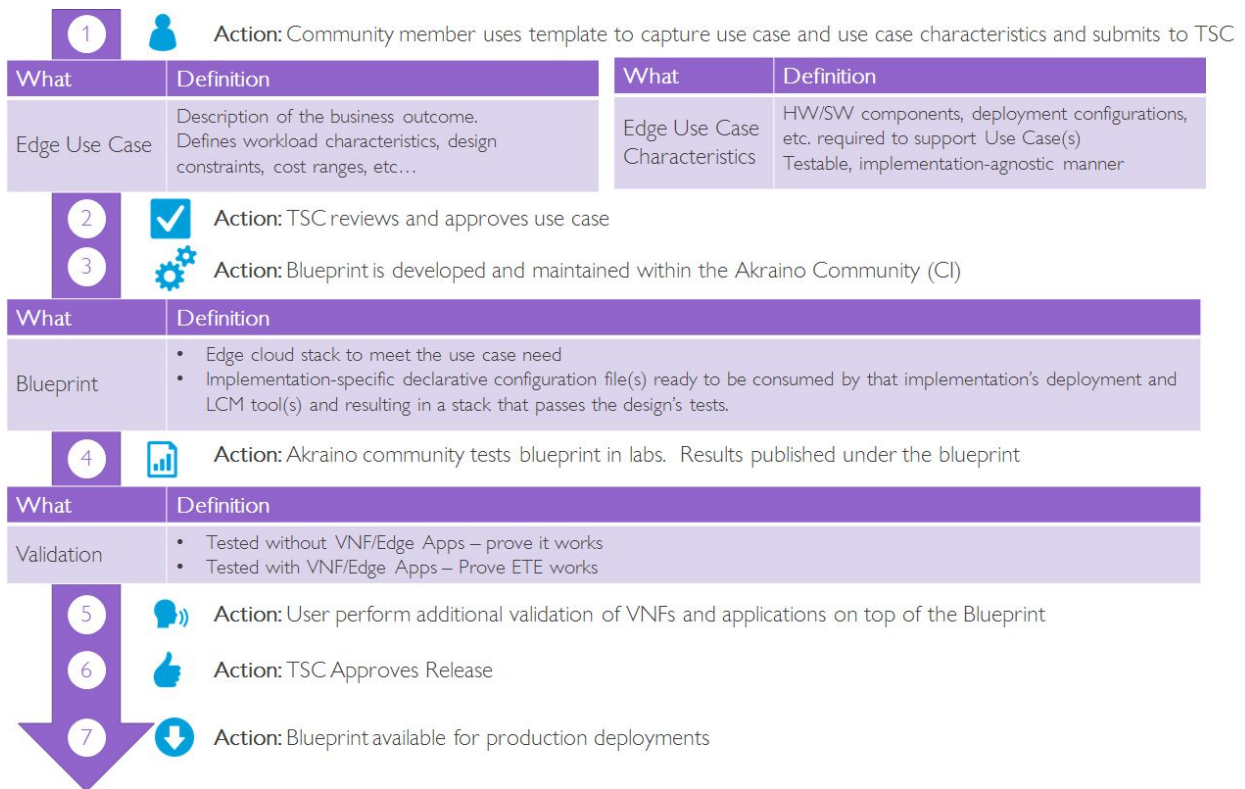 1
Action: Community member uses template to capture use case and use case characteristics and submits to TSC
What Definition
Edge Use Case
Description of the business outcome.
Defines workload characteristics, design
constraints, cost ranges, etc…
What Definition
Edge Use Case
Characteristics
HW/SW components, deployment configurations,
etc. required to support Use Case(s)
Testable, implementation-agnostic manner
2
Action: TSC reviews and approves use case
3
Action: Blueprint is developed and maintained within the Akraino Community (CI)
What Definition
Blueprint
• Edge cloud stack to meet the use case need
• Implementation-specific declarative configuration file(s) ready to be consumed by that implementation's deployment and
LCM tool(s) and resulting in a stack that passes the design's tests.
4
Action: Akraino community tests blueprint in labs. Results published under the blueprint
What Definition
Validation
• Tested without VNF/Edge Apps – prove it works
• Tested with VNF/Edge Apps – Prove ETE works
5
Action: User perform additional validation of VNFs and applications on top of the Blueprint
6
Action: TSC Approves Release
7
Action: Blueprint available for production deployments